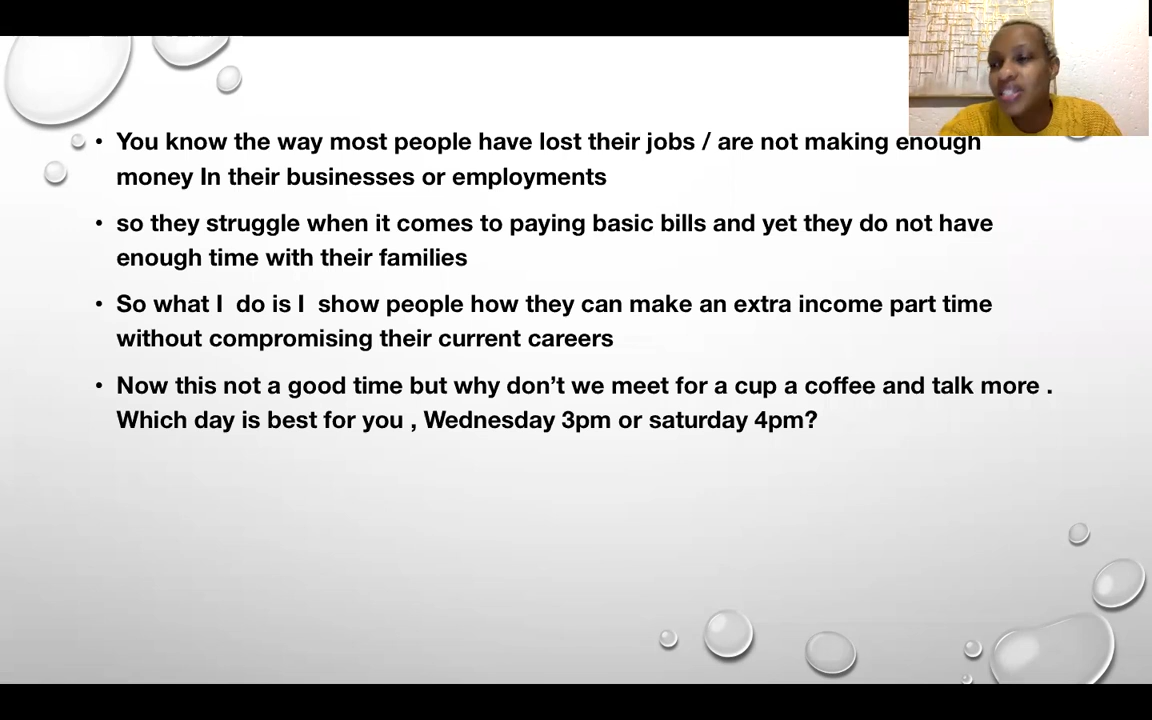 • You know the way most people have lost their jobs / are not making enough
money In their businesses or employments
• so they struggle when it comes to paying basic bills and yet they do not have
enough time with their families
• So what I  do is I  show people how they can make an extra income part time
without compromising their current careers
• Now this not a good time but why don’t we meet for a cup a coffee and talk more .
Which day is best for you , Wednesday 3pm or saturday 4pm?